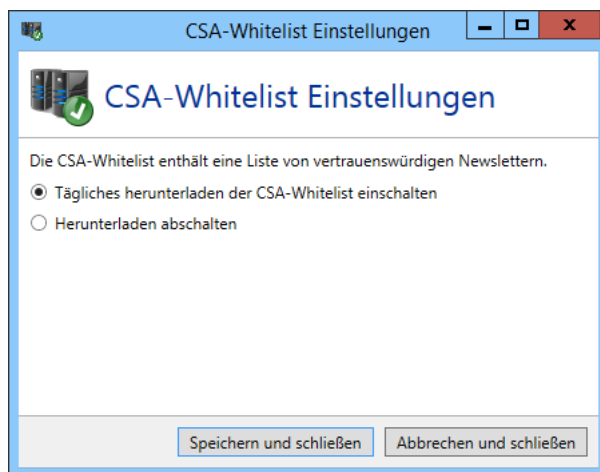 CSA-Whitelist Einstellungen
CSA-Whitelist Einstellungen
Die CSA-Whitelist enthält eine Liste von vertrauenswürdigen Newslettern.
Tägliches herunterladen der CSA-Whitelist einschalten
Herunterladen abschalten
Speichern und schließen Abbrechen und schließen